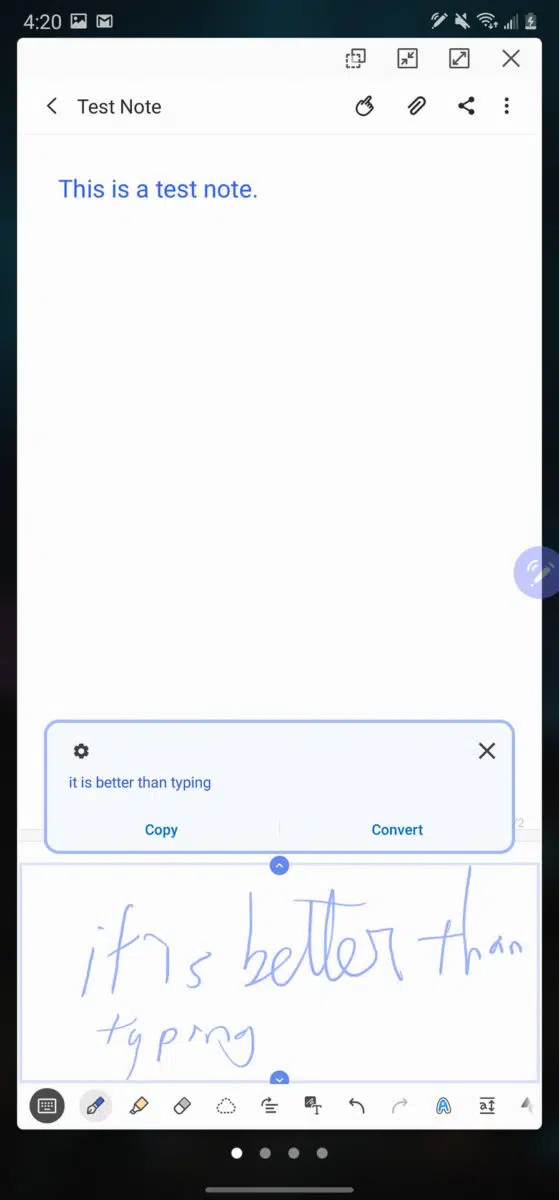 4:20
Test Note
This is a test note.
it is better than typing
Copy
Convert
/2
it is better than
typing